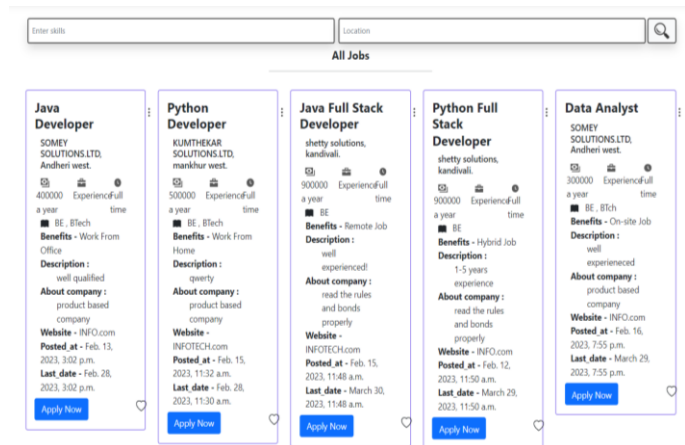 Enter skills
Location
All Jobs
Java
Developer
SOMEY
SOLUTIONS.LTD,
Andheri west.
400000 Experience Full
a year time
BE , BTech
Benefits - Work From
Office
Description :
well qualified
About company :
product based
company
Website - INFO.com
Posted_at - Feb. 13,
2023, 3:02 p.m.
Last_date - Feb. 28,
2023, 3:02 p.m.
Apply Now
Python
Developer
KUMTHEKAR
SOLUTIONS.LTD,
mankhur west.
500000 Experience Full
a year time
BE , BTech
Benefits - Work From
Home
Description :
qwerty
About company :
product based
company
Website -
INFOTECH.com
Posted_at - Feb. 15,
2023, 11:32 a.m.
Last_date - Feb. 28,
2023, 11:30 a.m.
Apply Now
Java Full Stack
Developer
shetty solutions,
kandivali.
900000 Experience Full
a year time
BE
Benefits - Remote Job
Description :
well
experienced!
About company :
read the rules
and bonds
properly
Website -
INFOTECH.com
Posted_at - Feb. 15,
2023, 11:48 a.m.
Last_date - March 30,
2023, 11:48 a.m.
Apply Now
Python Full
Stack
Developer
shetty solutions,
kandivali.
900000 Experience Full
a year time
BE
Benefits - Hybrid Job
Description :
1-5 years
experience
About company :
read the rules
and bonds
properly
Website - INFO.com
Posted_at - Feb. 12,
2023, 11:50 a.m.
Last_date - March 29,
2023, 11:50 a.m.
Apply Now
Data Analyst
SOMEY
SOLUTIONS.LTD,
Andheri west.
300000 Experience Full
a year time
BE , BTch
Benefits - On-site Job
Description :
well
experieneced
About company :
product based
company
Website - INFO.com
Posted_at - Feb. 16,
2023, 7:55 p.m.
Last_date - March 29,
2023, 7:55 p.m.
Apply Now